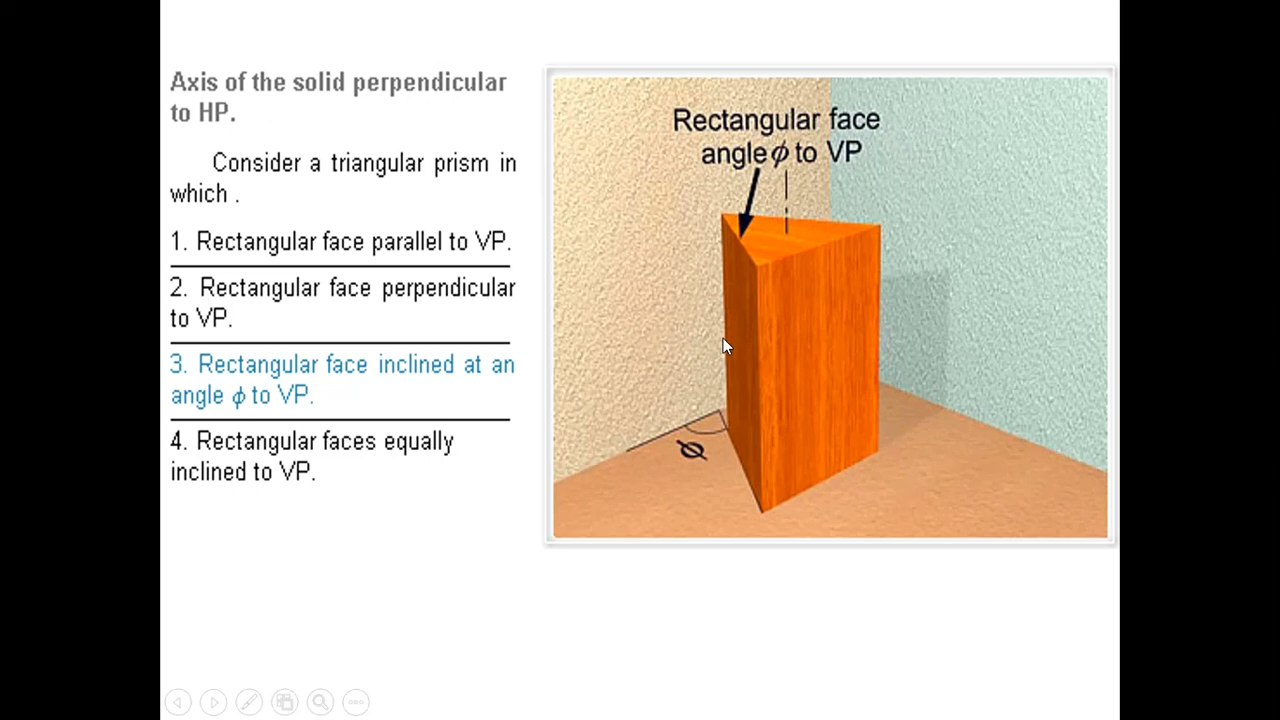 Axis of the solid perpendicular
to HP.
Consider a triangular prism in
which .
1. Rectangular face parallel to VP.
2. Rectangular face perpendicular
to VP.
3. Rectangular face inclined at an
angle ϕ to VP.
4. Rectangular faces equally
inclined to VP.
Rectangular face
angle ϕ to VP
ϕ